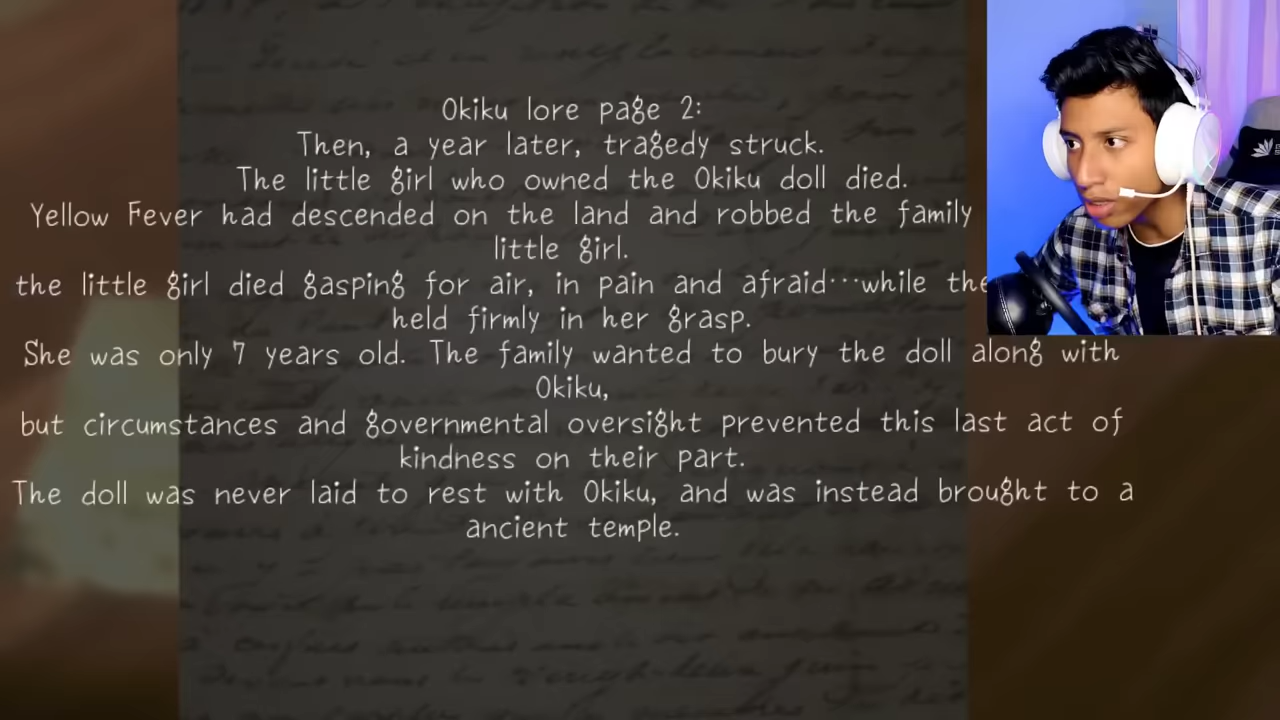 Okiku lore page 2:
Then, a year later, tragedy struck.
The little girl who owned the Okiku doll died.
Yellow Fever had descended on the land and robbed the family
little girl.
the little girl died gasping for air, in pain and afraid···while the
held firmly in her grasp.
She was only 7 years old. The family wanted to bury the doll along with
Okiku,
but circumstances and governmental oversight prevented this last act of
kindness on their part.
The doll was never laid to rest with Okiku, and was instead brought to a
ancient temple.